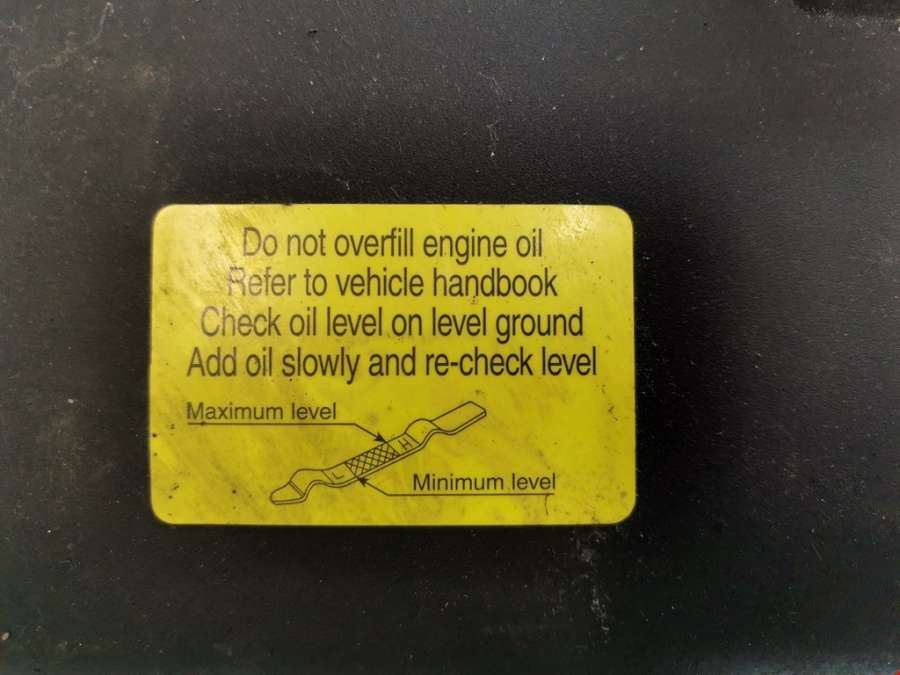 Do not overfill engine oil
Refer to vehicle handbook
Check oil level on level ground
Add oil slowly and re-check level
Maximum level
H
L
Minimum level